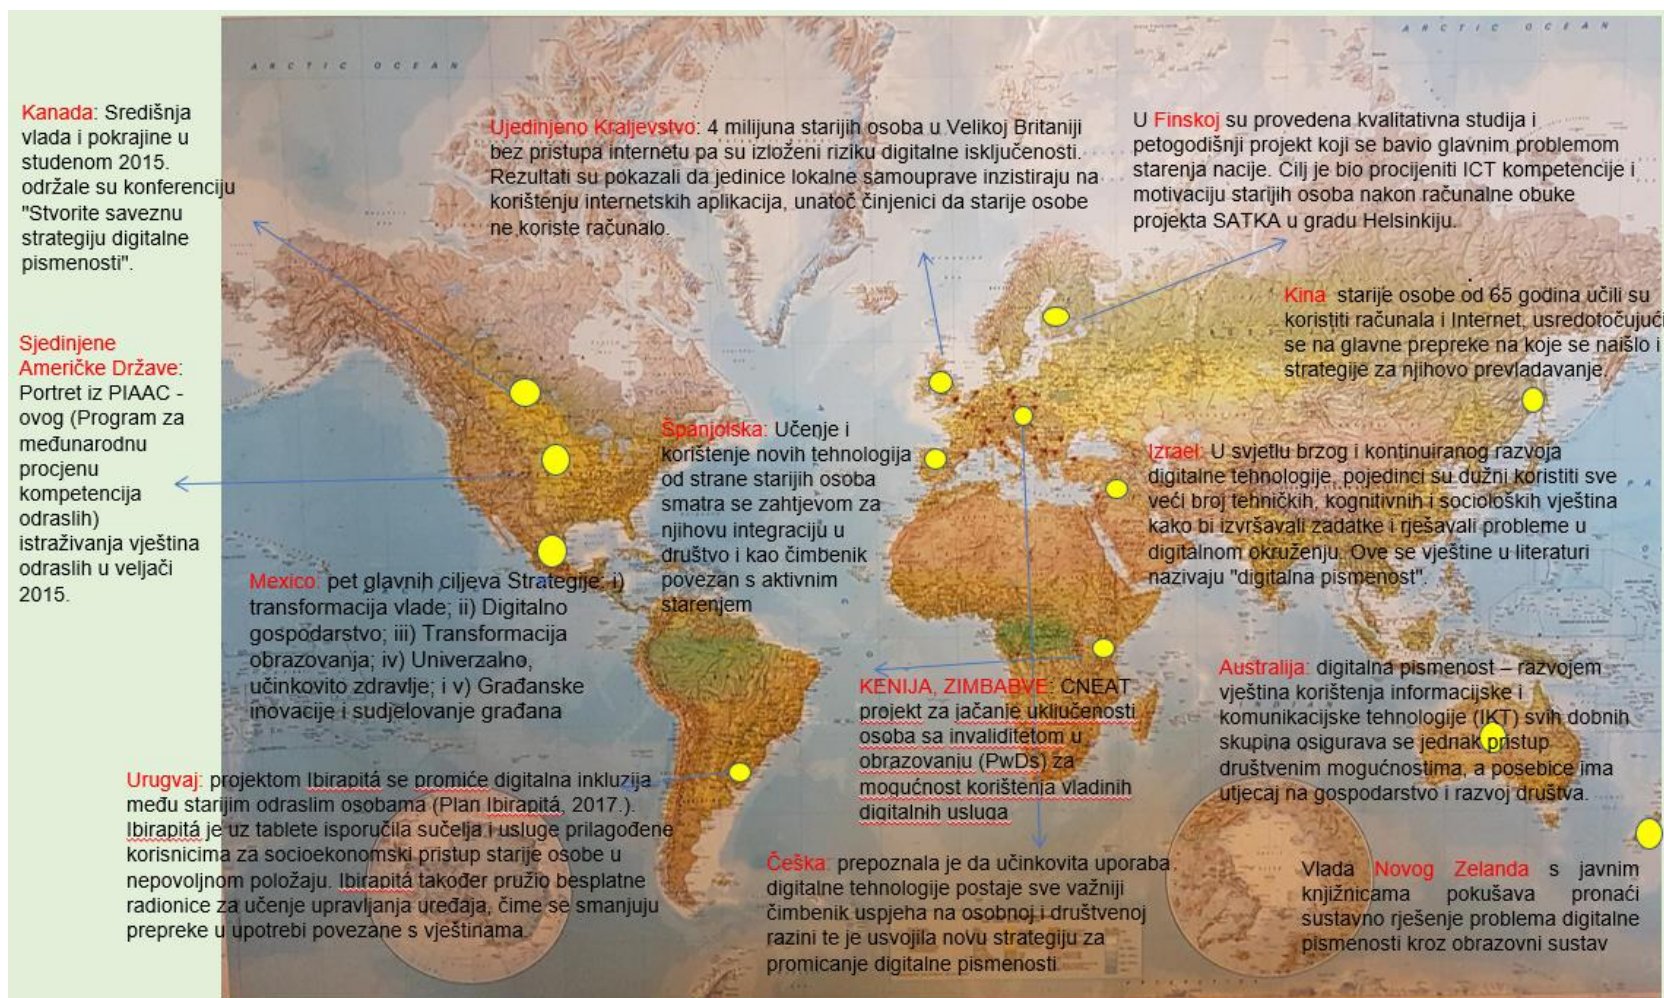 ARCTIC OCEAN
ARCTIC OCEAN
Kanada: Središnja
vlada i pokrajine u
studenom 2015.
održale su konferenciju
"Stvorite saveznu
strategiju digitalne
pismenosti".
Ujedinjeno Kraljevstvo: 4 milijuna starijih osoba u Velikoj Britaniji
bez pristupa internetu pa su izloženi riziku digitalne isključenosti.
Rezultati su pokazali da jedinice lokalne samouprave inzistiraju na
korištenju internetskih aplikacija, unatoč činjenici da starije osobe
ne koriste računalo.
U Finskoj su provedena kvalitativna studija i
petogodišnji projekt koji se bavio glavnim problemom
starenja nacije. Cilj je bio procijeniti ICT kompetencije i
motivaciju starijih osoba nakon računalne obuke
projekta SATKA u gradu Helsinkiju.
Kina starije osobe od 65 godina učili su
koristiti računala i Internet, usredotočujući
se na glavne prepreke na koje se naišlo i
strategije za njihovo prevladavanje.
Sjedinjene
Američke Države:
Portret iz PIAAC -
ovog (Program za
međunarodnu
procjenu
kompetencija
odraslih)
istraživanja vještina
odraslih u veljači
2015.
Španjolska: Učenje i
korištenje novih tehnologija
od strane starijih osoba
smatra se zahtjevom za
njihovu integraciju u
društvo i kao čimbenik
povezan s aktivnim
starenjem
Izrael: U svjetlu brzog i kontinuiranog razvoja
digitalne tehnologije, pojedinci su dužni koristiti sve
veći broj tehničkih, kognitivnih i socioloških vještina
kako bi izvršavali zadatke i rješavali probleme u
digitalnom okruženju. Ove se vještine u literaturi
nazivaju "digitalna pismenost".
Mexico: pet glavnih ciljeva Strategije: i)
transformacija vlade; ii) Digitalno
gospodarstvo; iii) Transformacija
obrazovanja; iv) Univerzalno,
učinkovito zdravlje; i v) Građanske
inovacije i sudjelovanje građana
KENIJA, ZIMBABVE: CNEAT
projekt za jačanje uključenosti
osoba sa invaliditetom u
obrazovanju (PwDs) za
mogućnost korištenja vladinih
digitalnih usluga
Australija: digitalna pismenost – razvojem
vještina korištenja informacijske i
komunikacijske tehnologije (IKT) svih dobnih
skupina osigurava se jednak pristup
društvenim mogućnostima, a posebice ima
utjecaj na gospodarstvo i razvoj društva.
Urugvaj: projektom Ibirapitá se promiće digitalna inkluzija
među starijim odraslim osobama (Plan Ibirapitá, 2017.).
Ibirapitá je uz tablete isporučila sučelja i usluge prilagođene
korisnicima za socioekonomski pristup starije osobe u
nepovoljnom položaju. Ibirapitá također pružio besplatne
radionice za učenje upravljanja uređaja, čime se smanjuju
prepreke u upotrebi povezane s vještinama.
Češka: prepoznala je da učinkovita uporaba
digitalne tehnologije postaje sve važniji
čimbenik uspjeha na osobnoj i društvenoj
razini te je usvojila novu strategiju za
promicanje digitalne pismenosti
Vlada Novog Zelanda s javnim
knjižnicama pokušava pronaći
sustavno rješenje problema digitalne
pismenosti kroz obrazovni sustav